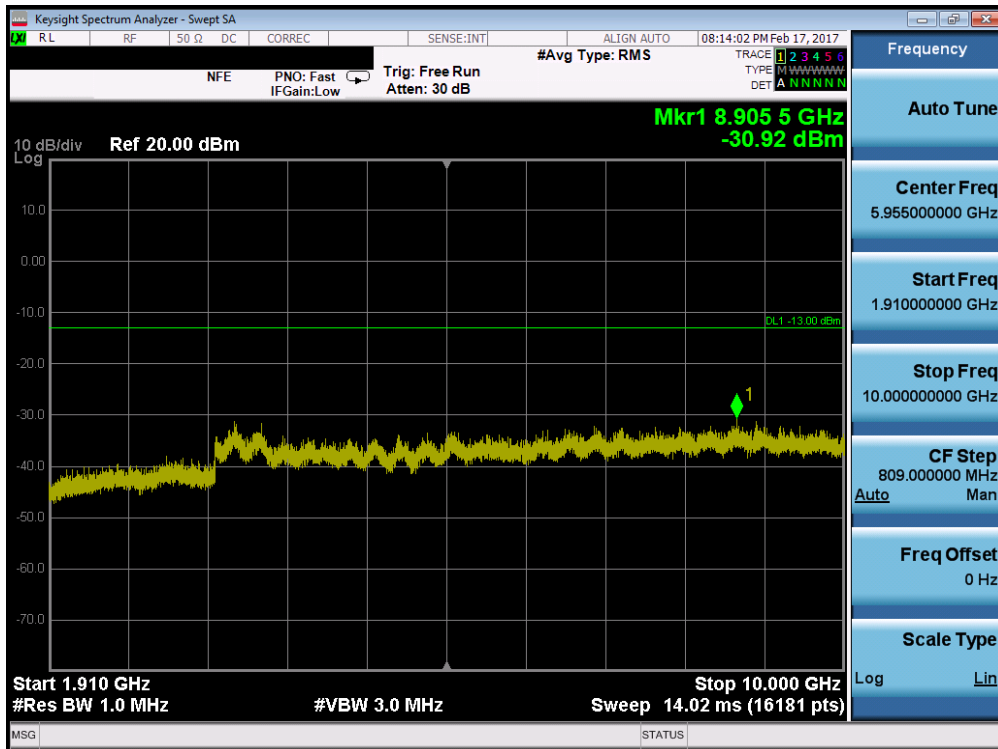 Keysight Spectrum Analyzer - Swept SA
LXI RL RF 50 Ω DC CORREC SENSE:INT ALIGN AUTO 08:14:02 PM Feb 17, 2017
#Avg Type: RMS TRACE 1 2 3 4 5 6
NFE PNO: Fast Trig: Free Run TYPE M WWWWW
IFGain:Low Atten: 30 dB DET A N N N N N
Mkr1 8.905 5 GHz
-30.92 dBm
10 dB/div Ref 20.00 dBm
Log
10.0
0.00
-10.0
DL1 -13.00 dBm
-20.0
-30.0
1
-40.0
-50.0
-60.0
-70.0
Start 1.910 GHz Stop 10.000 GHz
#Res BW 1.0 MHz #VBW 3.0 MHz Sweep 14.02 ms (16181 pts)
MSG STATUS
Frequency
Auto Tune
Center Freq
5.955000000 GHz
Start Freq
1.910000000 GHz
Stop Freq
10.000000000 GHz
CF Step
809.000000 MHz
Auto Man
Freq Offset
0 Hz
Scale Type
Log Lin